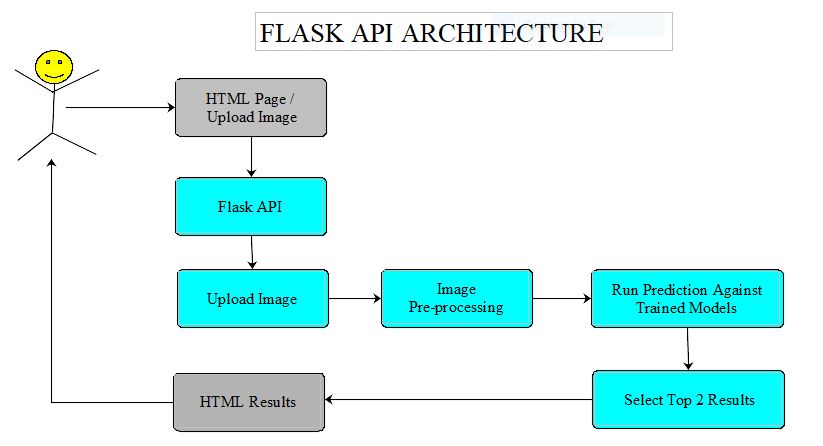 FLASK API ARCHITECTURE
HTML Page /
Upload Image
Flask API
Upload Image
Image
Pre-processing
Run Prediction Against
Trained Models
Select Top 2 Results
HTML Results